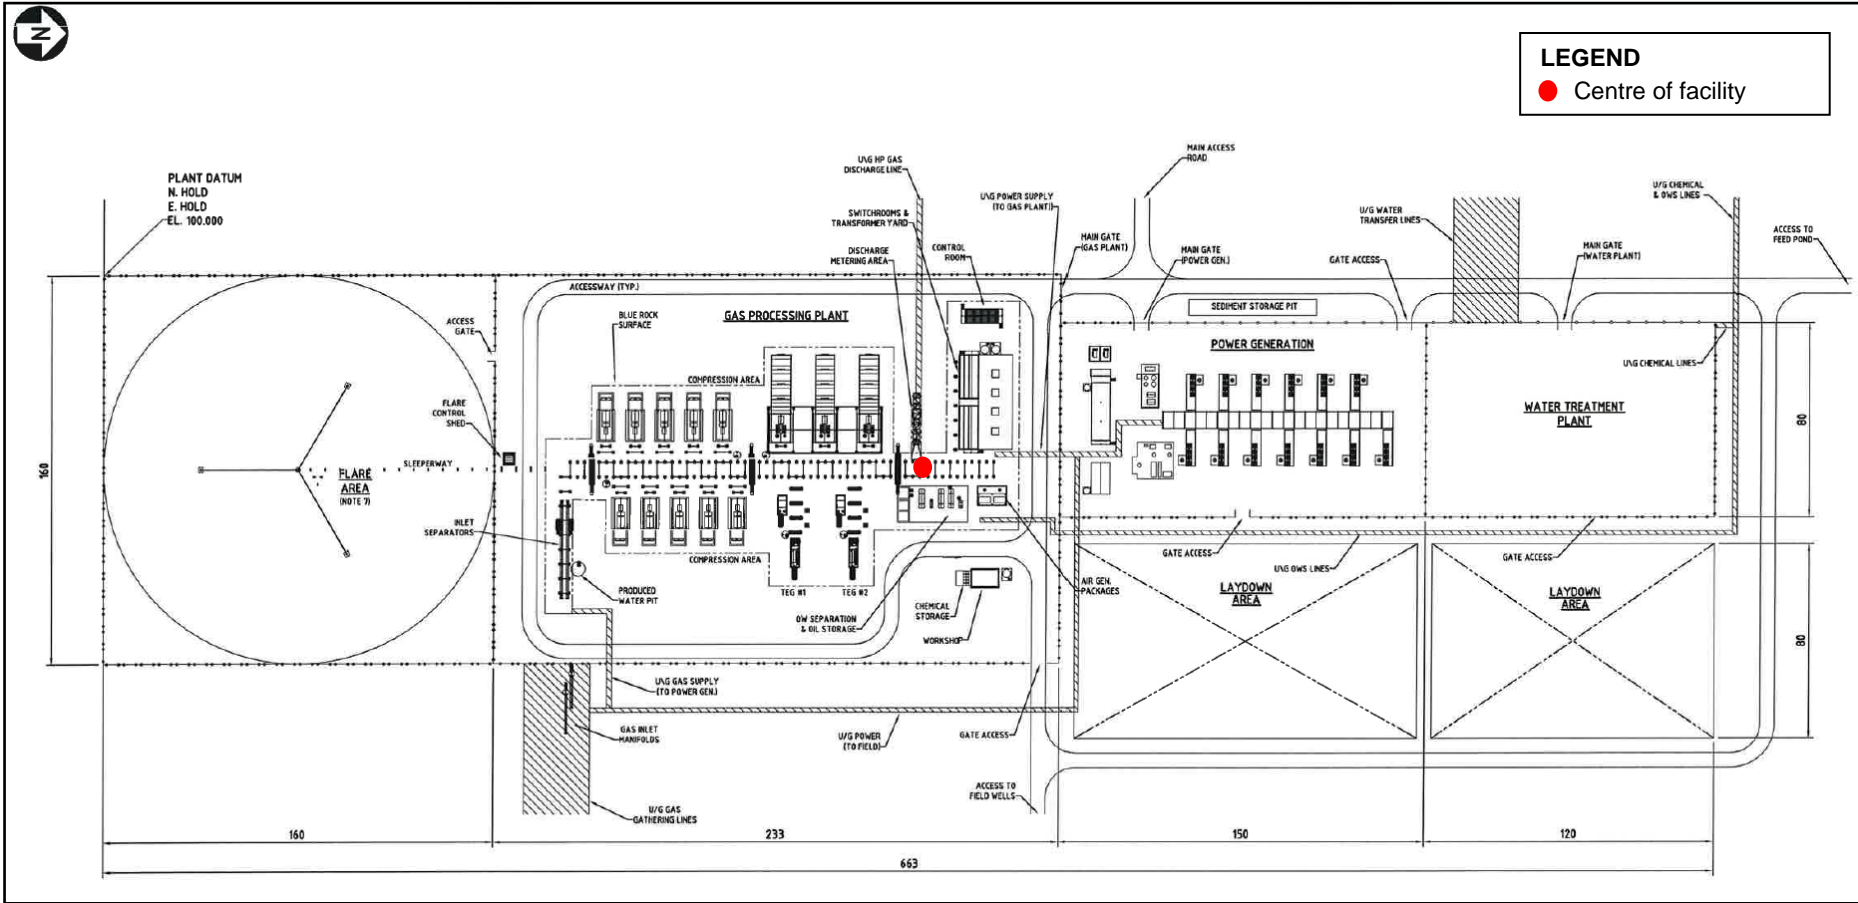 N
LEGEND
Centre of facility
PLANT DATUM
N. HOLD
E. HOLD
EL. 100.000
U\G HP GAS
DISCHARGE LINE
SWITCHROOMS &
TRANSFORMER YARD
DISCHARGE
METERING AREA
CONTROL
ROOM
U\G POWER SUPPLY
(TO GAS PLANT)
MAIN GATE
(GAS PLANT)
MAIN ACCESS
ROAD
MAIN GATE
(POWER GEN.)
GATE ACCESS
U/G WATER
TRANSFER LINES
MAIN GATE
(WATER PLANT)
U/G CHEMICAL
& OWS LINES
ACCESS TO
FEED POND
ACCESSWAY (TYP.)
BLUE ROCK
SURFACE
GAS PROCESSING PLANT
SEDIMENT STORAGE PIT
POWER GENERATION
U\G CHEMICAL LINES
ACCESS
GATE
COMPRESSION AREA
FLARE
CONTROL
SHED
SLEEPERWAY
FLARE
AREA
(NOTE 7)
WATER TREATMENT
PLANT
160
80
INLET
SEPARATORS
COMPRESSION AREA
PRODUCED
WATER PIT
TEG #1
TEG #2
OW SEPARATION
& OIL STORAGE
CHEMICAL
STORAGE
WORKSHOP
AIR GEN.
PACKAGES
GATE ACCESS
U\G OWS LINES
GATE ACCESS
LAYDOWN
AREA
LAYDOWN
AREA
80
U\G GAS SUPPLY
(TO POWER GEN.)
GAS INLET
MANIFOLDS
U/G POWER
(TO FIELD)
GATE ACCESS
ACCESS TO
FIELD WELLS
U/G GAS
GATHERING LINES
160
233
150
120
663